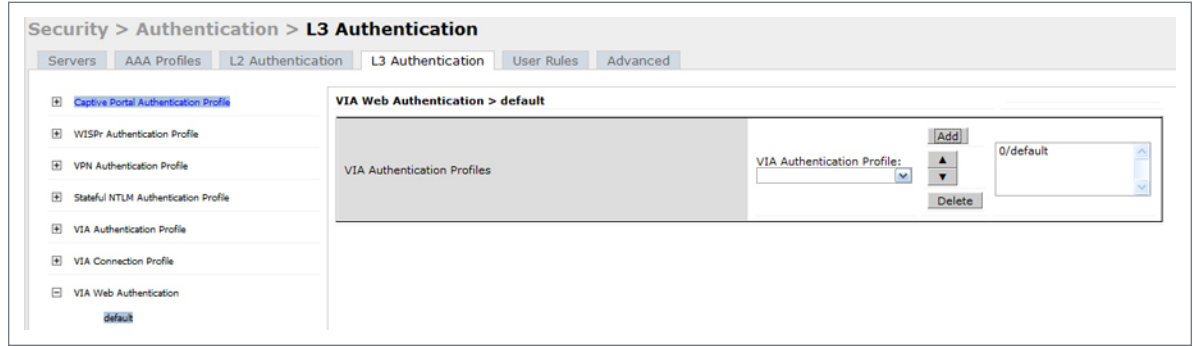 Security > Authentication > L3 Authentication
Servers AAA Profiles L2 Authentication L3 Authentication User Rules Advanced
Captive Portal Authentication Profile
WISPr Authentication Profile
VPN Authentication Profile
Stateful NTLM Authentication Profile
VIA Authentication Profile
VIA Connection Profile
VIA Web Authentication
default
VIA Web Authentication > default
VIA Authentication Profiles
VIA Authentication Profile:
Add
Delete
0/default